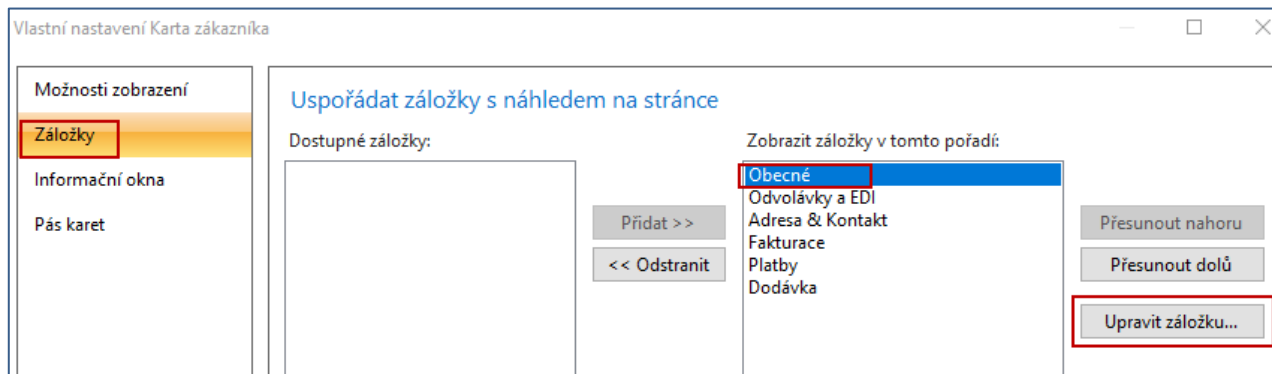 Vlastní nastavení Karta zákazníka
Možnosti zobrazení
Záložky
Informační okna
Pás karet
Uspořádat záložky s náhledem na stránce
Dostupné záložky:
Přidat >>
<< Odstranit
Zobrazit záložky v tomto pořadí:
Obecné
Odvolávky a EDI
Adresa & Kontakt
Fakturace
Platby
Dodávka
Přesunout nahoru
Přesunout dolů
Upravit záložku...